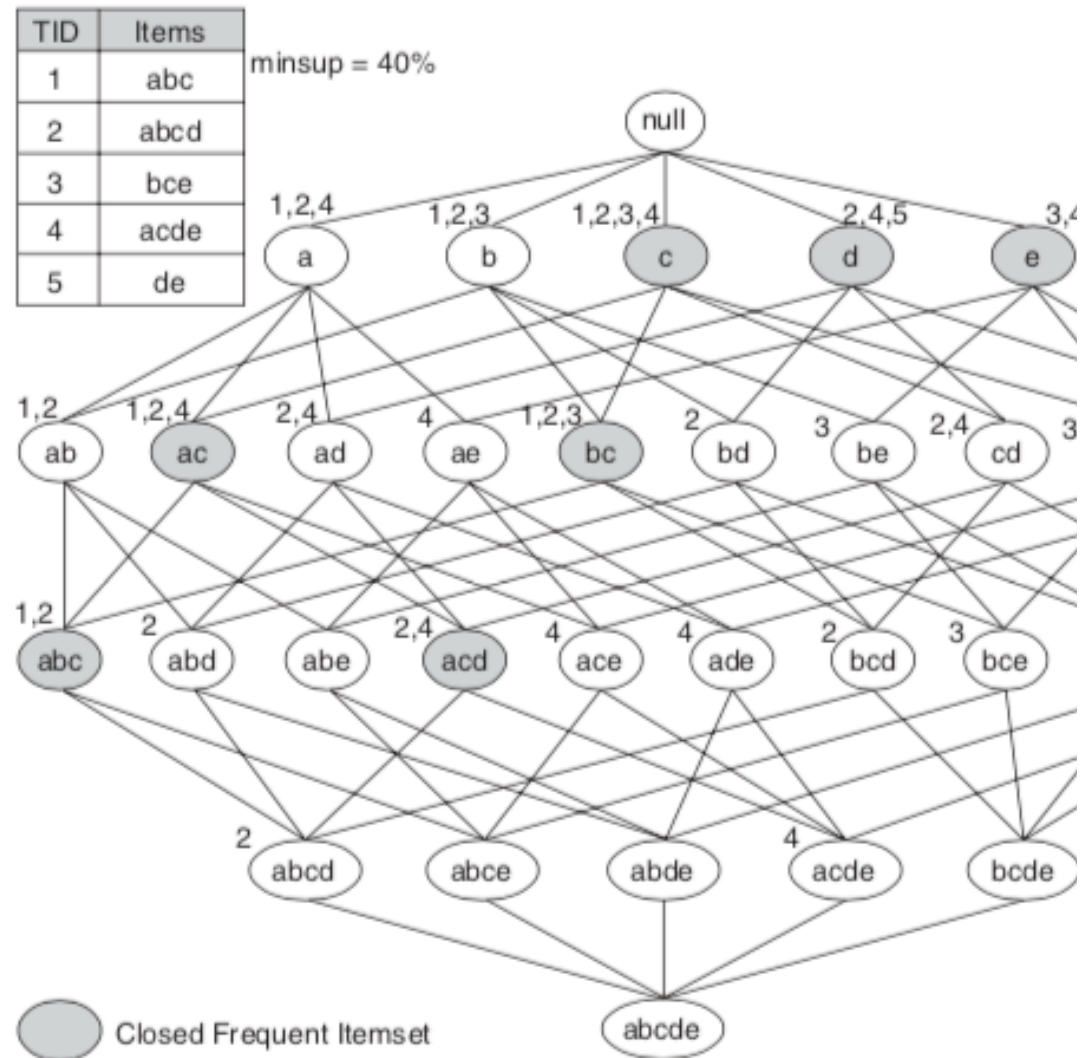 TID Items
1 abc
minsup = 40%
2 abcd
3 bce
4 acde
5 de
null
1,2,4 1,2,3 1,2,3,4 2,4,5 3,4
a b c d e
1,2 1,2,4 2,4 4 1,2,3 2 3 2,4 3
ab ac ad ae bc bd be cd
1,2 2 2,4 4 4 2 3
abc abd abe acd ace ade bcd bce
2 4
abcd abce abde acde bcde
abcde
Closed Frequent Itemset